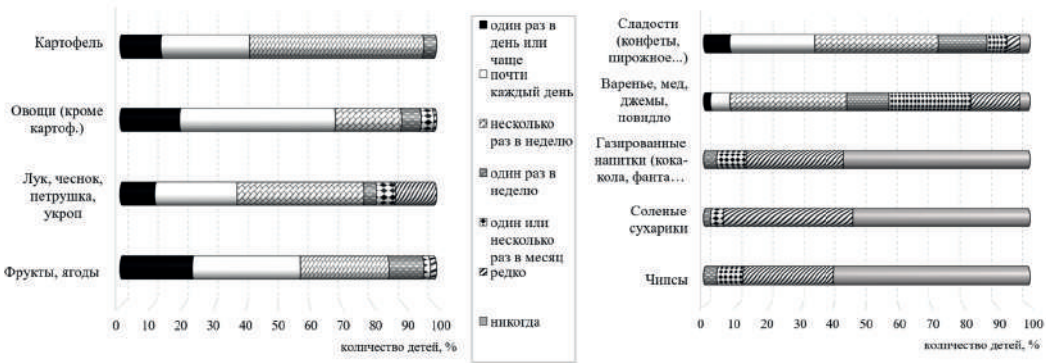 Картофель
Овощи (кроме
картоф.)
Лук, чеснок,
петрушка,
укроп
Фрукты, ягоды
0 10 20 30 40 50 60 70 80 90 100
количество детей, %
один раз в
день или
чаще
почти
каждый день
несколько
раз в неделю
один раз в
неделю
один или
несколько
раз в месяц
редко
никогда
Сладости
(конфеты,
пирожное...)
Варенье, мед,
джемы,
повидло
Газированные
напитки (кока-
кола, фанта…
Соленые
сухарики
Чипсы
0 10 20 30 40 50 60 70 80 90 100
количество детей, %